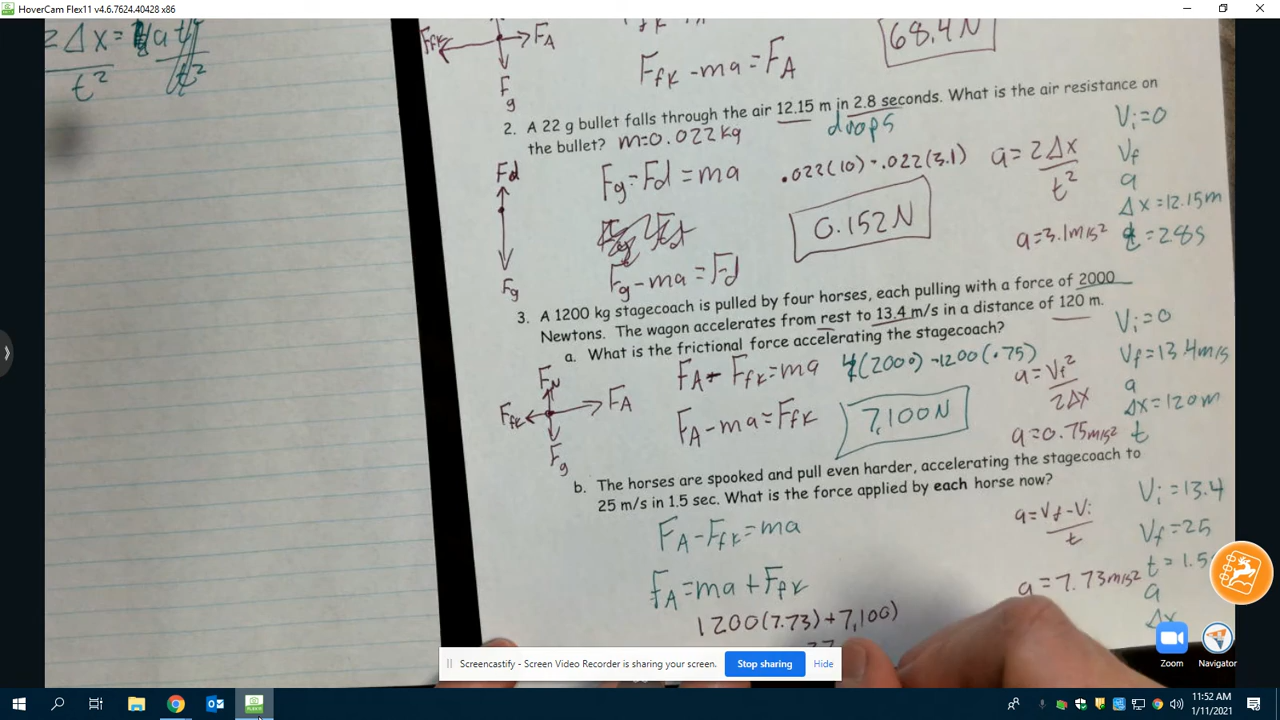 HoverCam Flex11 v4.6.7624.40428 x86
2Δx = at²
t² t²
Ffk FA
Fg
Ffk - ma = FA
68.4N
2. A 22 g bullet falls through the air 12.15 m in 2.8 seconds. What is the air resistance on
the bullet? m=0.022kg drops
Vi=0
Vf
a
Δx=12.15m
t=2.8s
Fd
Fg
Fg-Fd=ma
.022(10)-.022(3.1)
a=2Δx
t²
0.152N
a=3.1m/s²
Fg-ma=Fd
3. A 1200 kg stagecoach is pulled by four horses, each pulling with a force of 2000
Newtons. The wagon accelerates from rest to 13.4 m/s in a distance of 120 m.
a. What is the frictional force accelerating the stagecoach?
Vi=0
Vf=13.4m/s
a
Δx=120m
t
FN
Ffk FA
Fg
FA-Ffk=ma
4(2000)-1200(.75)
a=Vf²
2Δx
FA-ma=Ffk
7,100N
a=0.75m/s²
b. The horses are spooked and pull even harder, accelerating the stagecoach to
25 m/s in 1.5 sec. What is the force applied by each horse now?
Vi=13.4
Vf=25
t=1.5
a
Δx
FA-Ffk=ma
a=Vf-Vi
t
FA=ma+Ffk
a=7.73m/s²
1200(7.73)+7,100)
Screencastify - Screen Video Recorder is sharing your screen. Stop sharing Hide
Zoom
Navigator
11:52 AM
1/11/2021